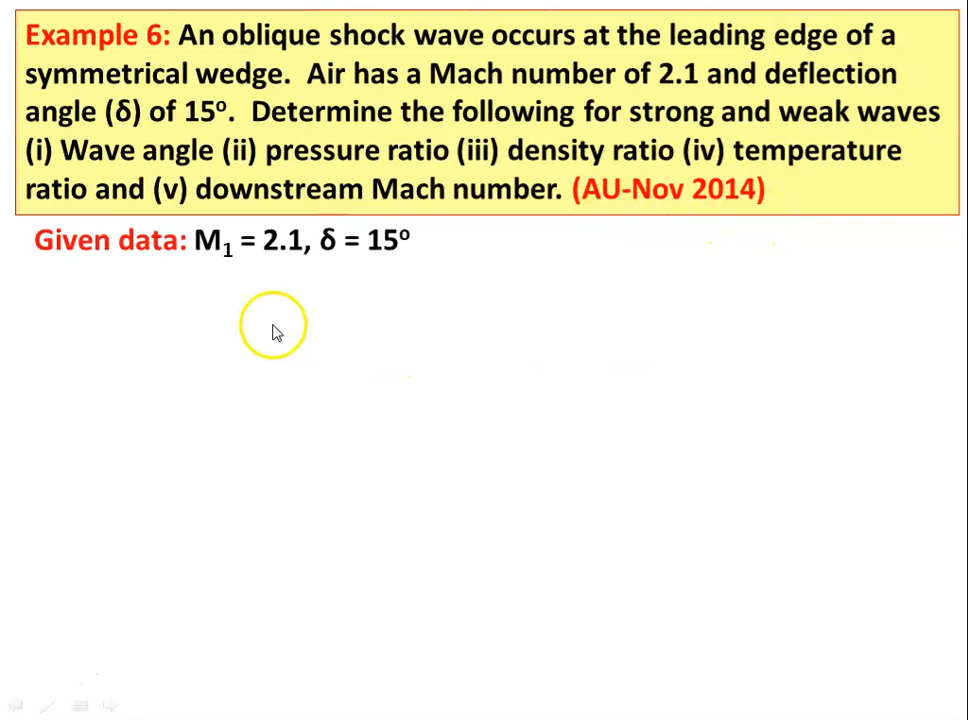 Example 6: An oblique shock wave occurs at the leading edge of a
symmetrical wedge. Air has a Mach number of 2.1 and deflection
angle (δ) of 15º. Determine the following for strong and weak waves
(i) Wave angle (ii) pressure ratio (iii) density ratio (iv) temperature
ratio and (v) downstream Mach number. (AU-Nov 2014)
Given data: M₁ = 2.1, δ = 15º